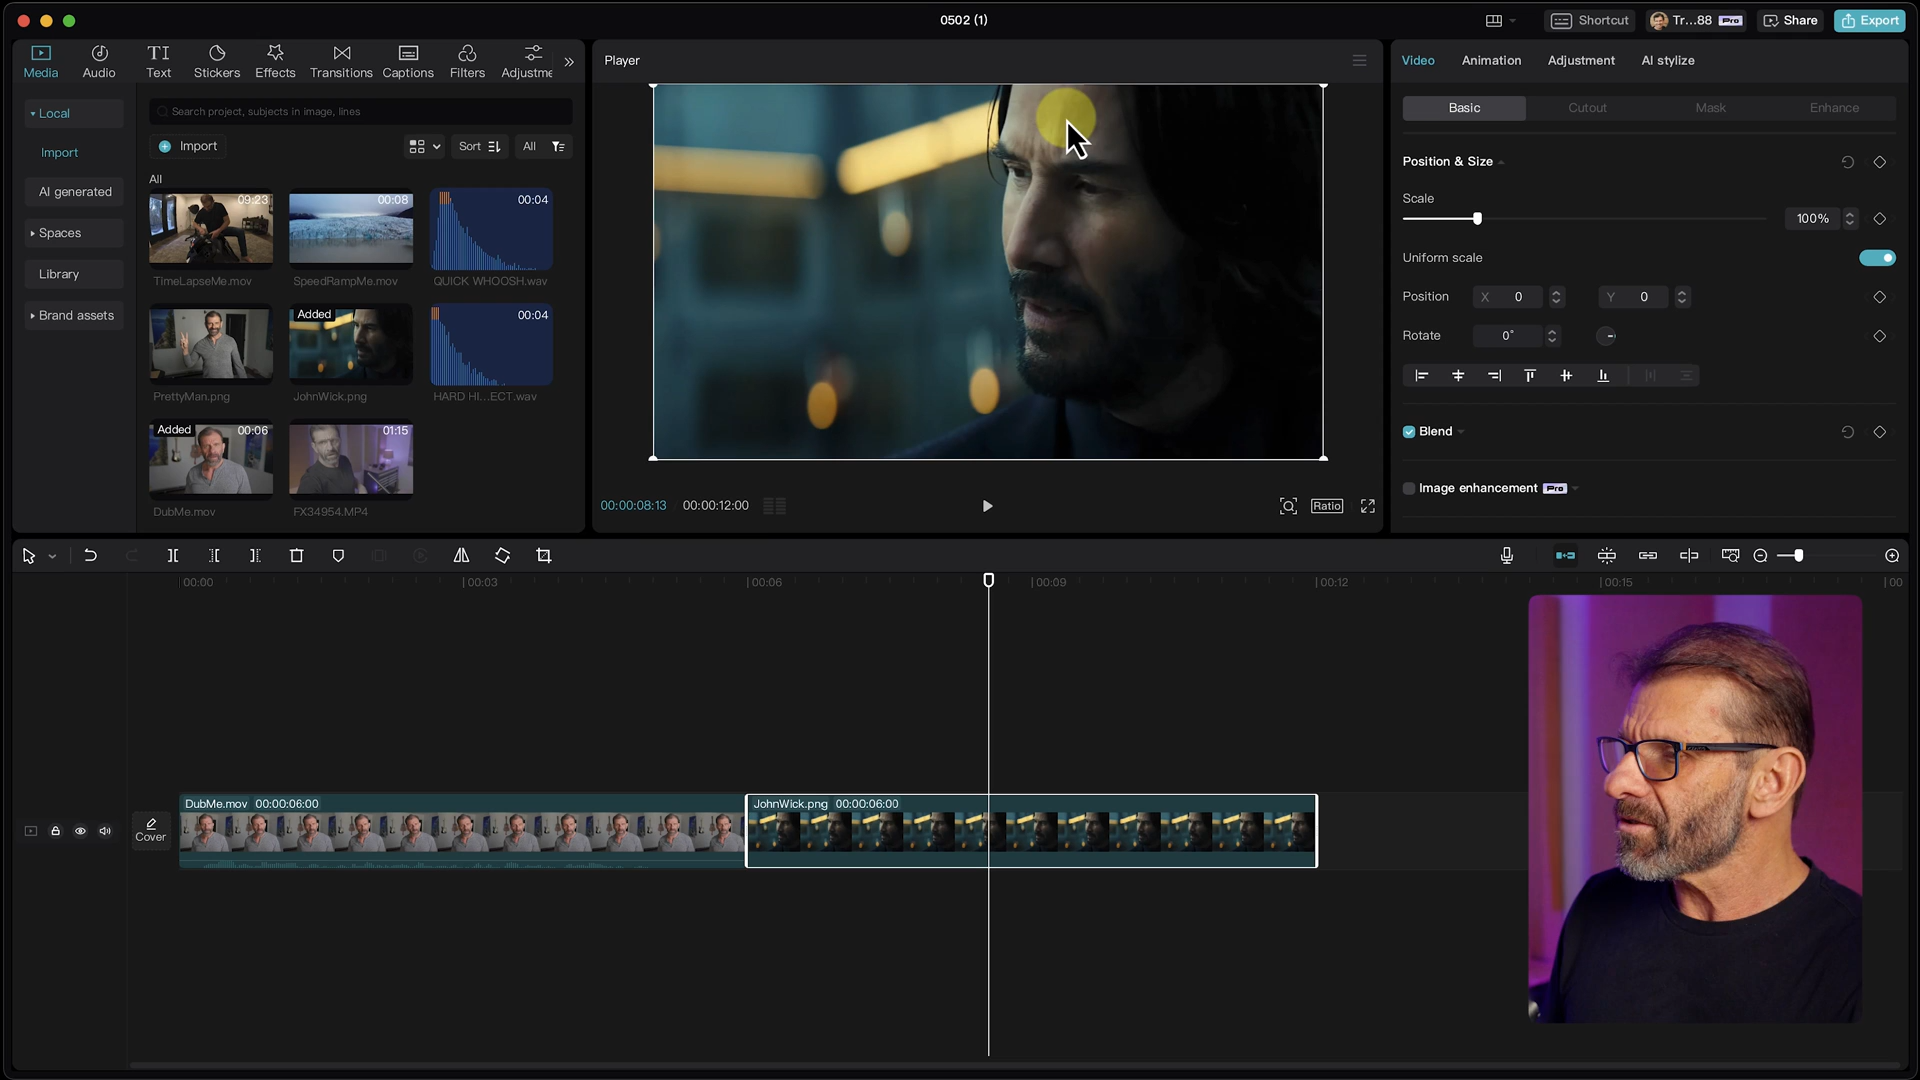 0502 (1)
Shortcut
Tr...88 Pro
Share
Export
Media
Audio
Text
Stickers
Effects
Transitions
Captions
Filters
Adjustme
Local
Import
AI generated
Spaces
Library
Brand assets
Search project, subjects in image, lines
Import
Sort
All
All
09:23
00:08
00:04
TimeLapseMe.mov
SpeedRampMe.mov
QUICK WHOOSH.wav
Added
00:04
PrettyMan.png
JohnWick.png
HARD HI...ECT.wav
Added
00:06
01:15
DubMe.mov
FX34954.MP4
Player
00:00:08:13
00:00:12:00
Ratio
Video
Animation
Adjustment
AI stylize
Basic
Cutout
Mask
Enhance
Position & Size
Scale
100%
Uniform scale
Position
X 0
Y 0
Rotate
0°
Blend
Image enhancement Pro
00:00
00:03
00:06
00:09
00:12
00:15
00
Cover
DubMe.mov 00:00:06:00
JohnWick.png 00:00:06:00